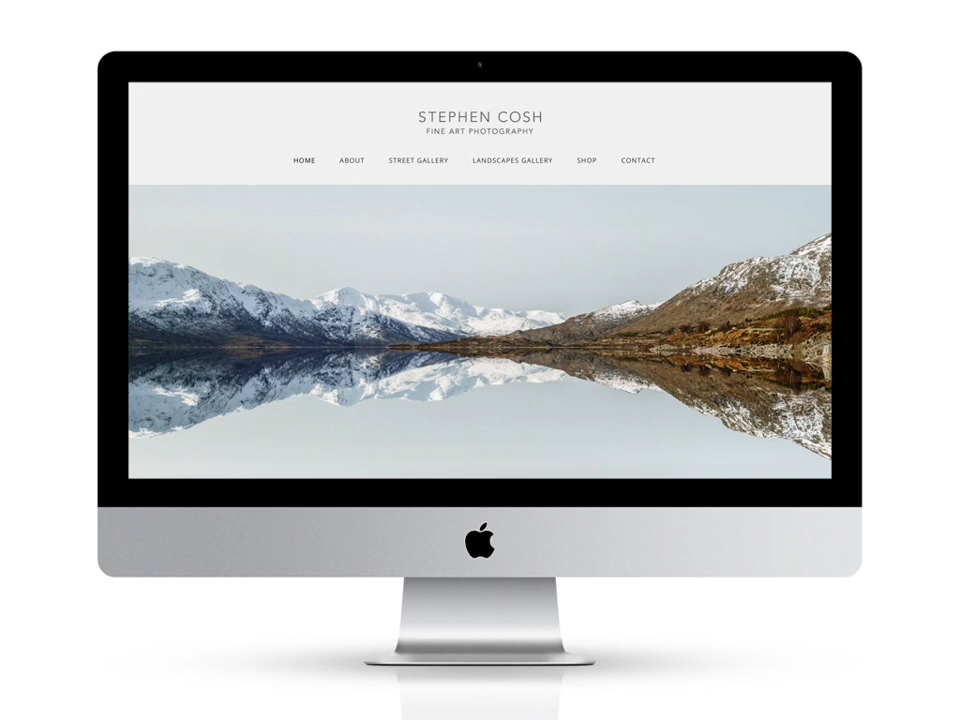 STEPHEN COSH
FINE ART PHOTOGRAPHY
HOME ABOUT STREET GALLERY LANDSCAPES GALLERY SHOP CONTACT